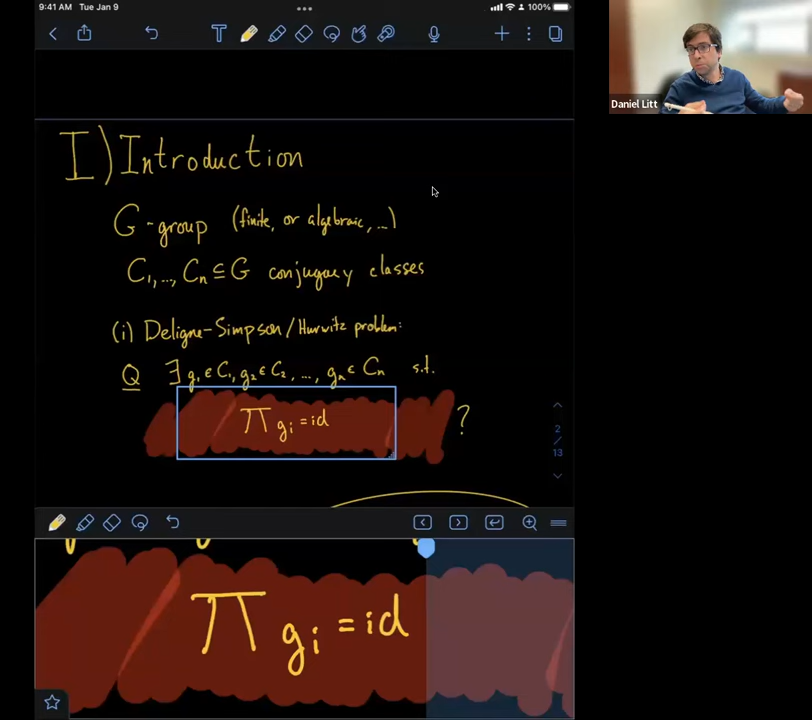 9:41 AM Tue Jan 9
100%
Daniel Litt
I) Introduction
G - group (finite, or algebraic, ...)
C₁, ..., Cₙ ⊆ G conjugacy classes
(i) Deligne-Simpson/Hurwitz problem:
Q ∃ g₁ ∈ C₁, g₂ ∈ C₂, ..., gₙ ∈ Cₙ s.t.
∏ gᵢ = id ?
2
/
13
∏ gᵢ = id